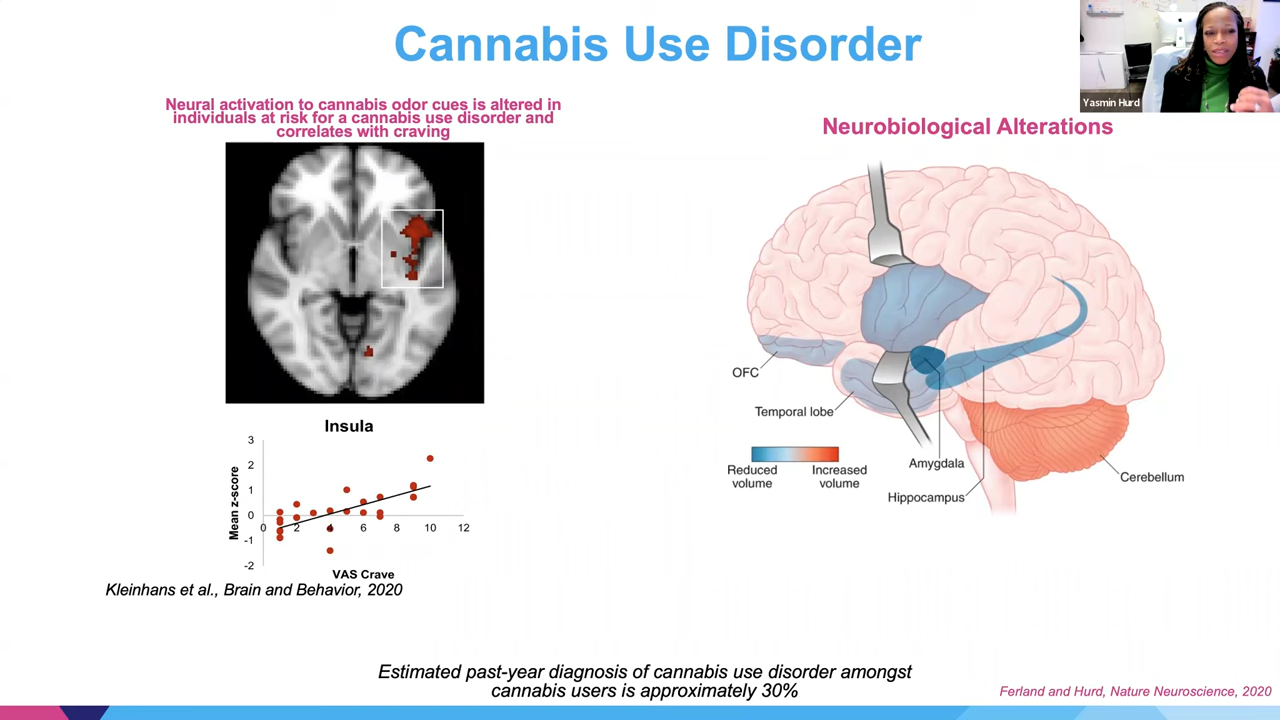 Cannabis Use Disorder
Yasmin Hurd
Neural activation to cannabis odor cues is altered in
individuals at risk for a cannabis use disorder and
correlates with craving
Insula
3
2
1
0
-1
-2
0
2
4
6
8
10
12
Mean z-score
VAS Crave
Kleinhans et al., Brain and Behavior, 2020
Neurobiological Alterations
OFC
Temporal lobe
Reduced
volume
Increased
volume
Amygdala
Hippocampus
Cerebellum
Estimated past-year diagnosis of cannabis use disorder amongst
cannabis users is approximately 30%
Ferland and Hurd, Nature Neuroscience, 2020